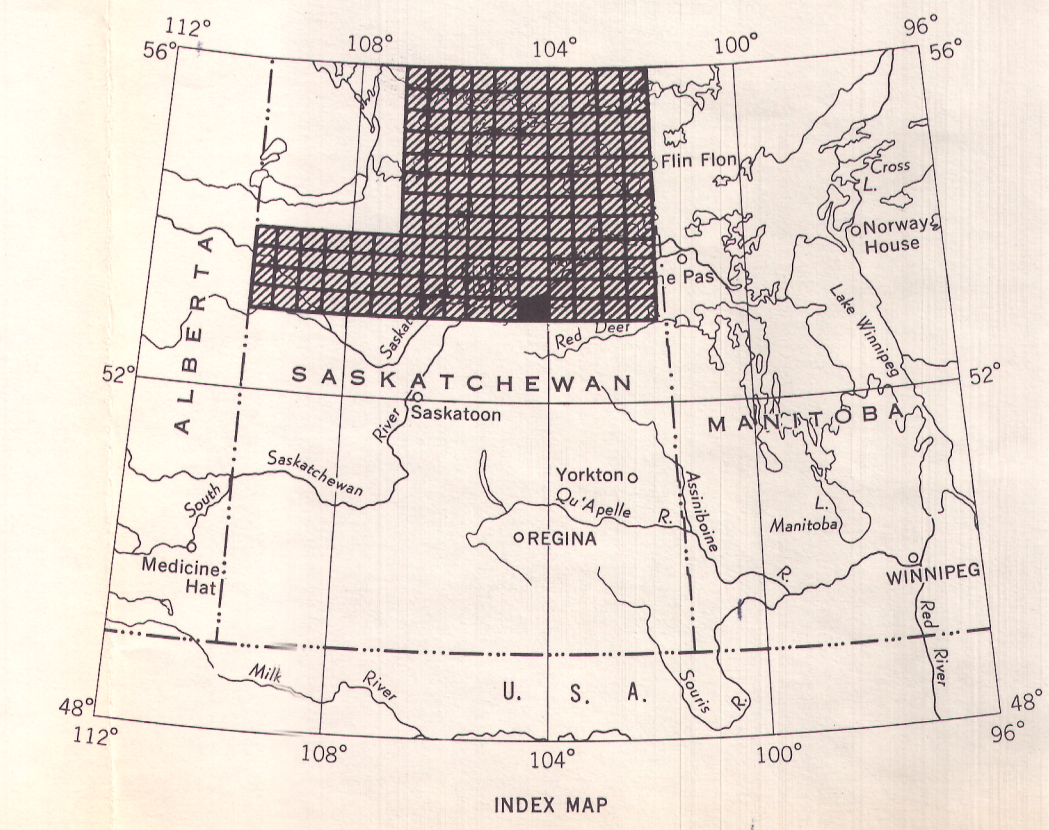 112°
108°
104°
100°
96°
56°
56°
Flin Flon
Cross
L.
Norway
House
ne Pas
Lake Winnipeg
ALBERTA
Saskat
Red Deer
52°
52°
SASKATCHEWAN
MANITOBA
Saskatoon
River
Saskatchewan
South
Yorkton
Qu'Appelle R.
Assiniboine
R.
L.
Manitoba
REGINA
Medicine
Hat
WINNIPEG
Red River
Milk River
Souris R.
U. S. A.
48°
48°
112°
108°
104°
100°
96°
INDEX MAP